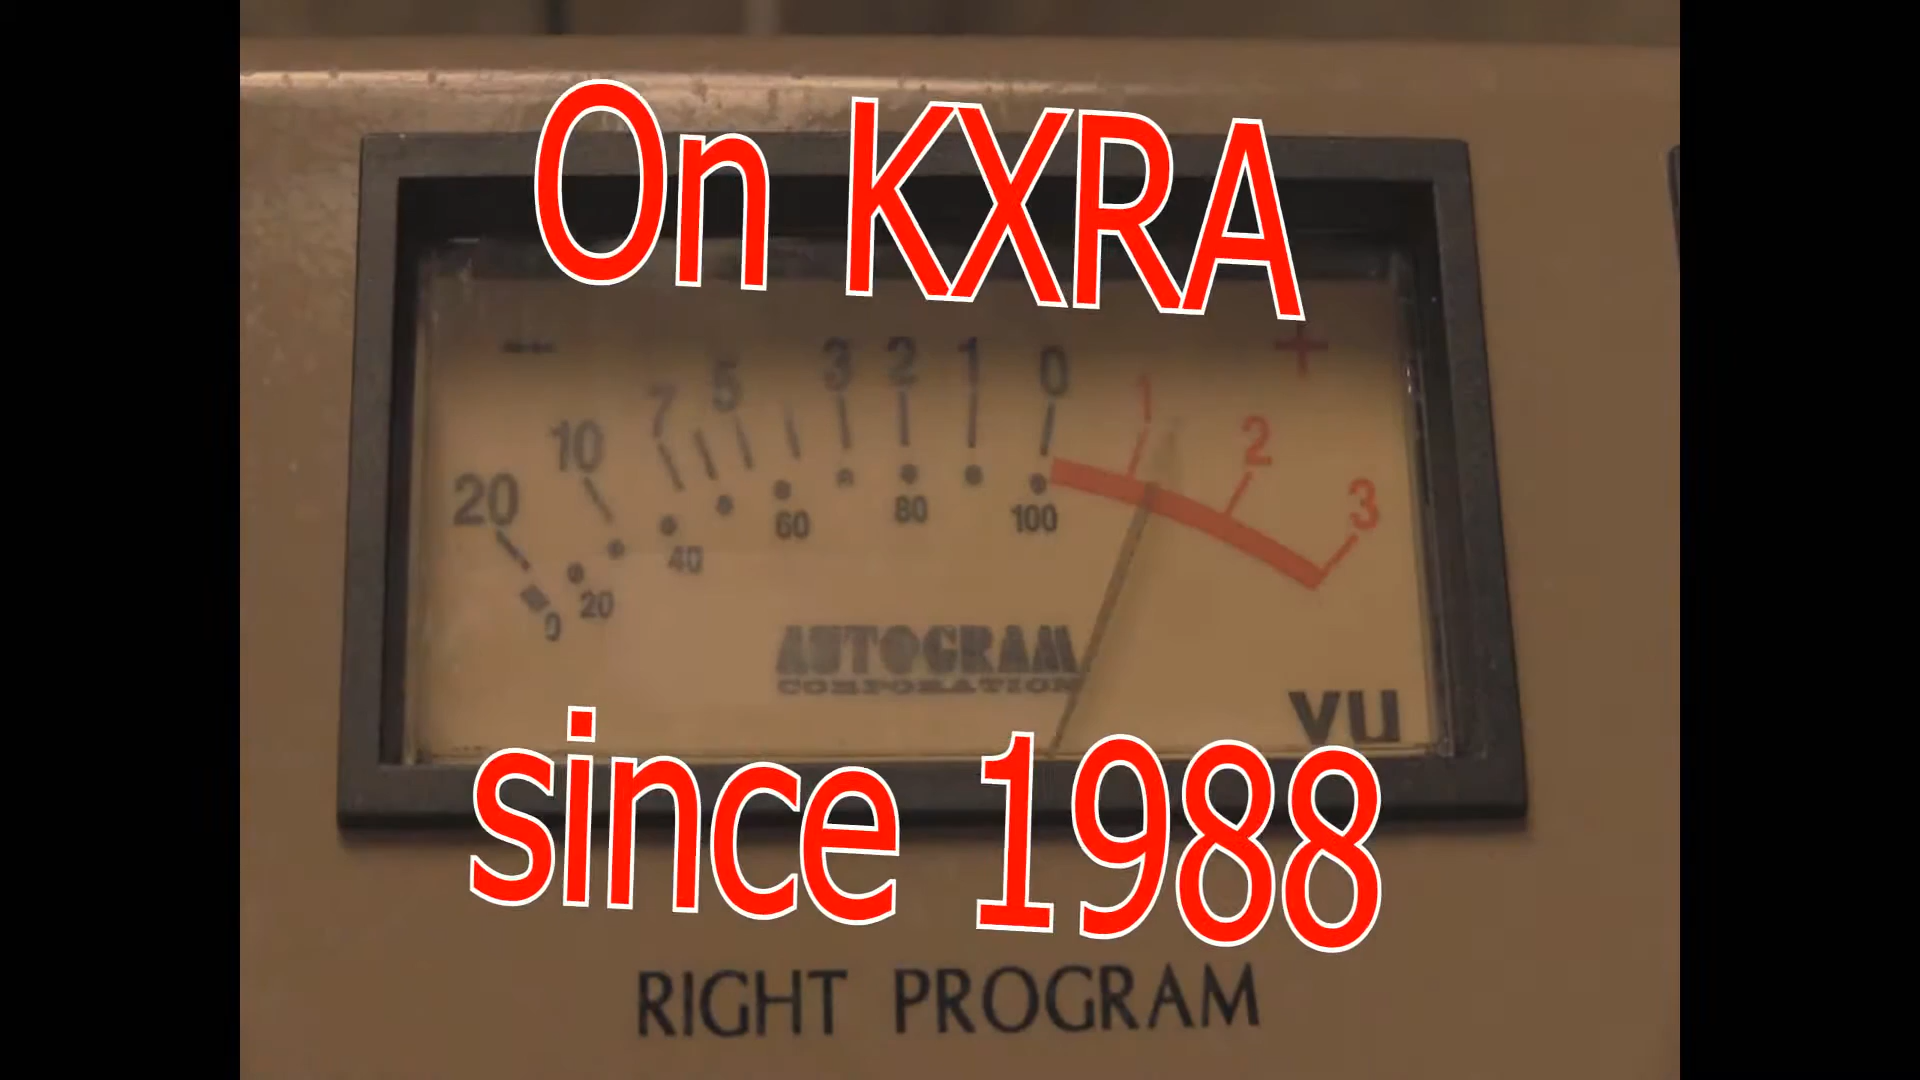 On KXRA
- +
20 10 7 5 3 2 1 0 1 2 3
0 20 40 60 80 100
AUTOGRAM
CORPORATION
VU
since 1988
RIGHT PROGRAM